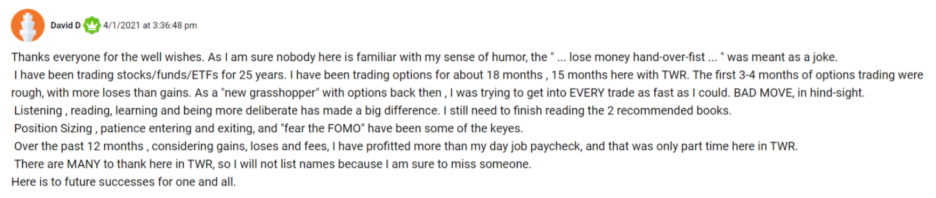 David D 4/1/2021 at 3:36:48 pm
Thanks everyone for the well wishes. As I am sure nobody here is familiar with my sense of humor, the " ... lose money hand-over-fist ... " was meant as a joke.
I have been trading stocks/funds/ETFs for 25 years. I have been trading options for about 18 months , 15 months here with TWR. The first 3-4 months of options trading were
rough, with more loses than gains. As a "new grasshopper" with options back then , I was trying to get into EVERY trade as fast as I could. BAD MOVE, in hind-sight.
Listening , reading, learning and being more deliberate has made a big difference. I still need to finish reading the 2 recommended books.
Position Sizing , patience entering and exiting, and "fear the FOMO" have been some of the keyes.
Over the past 12 months , considering gains, loses and fees, I have profitted more than my day job paycheck, and that was only part time here in TWR.
There are MANY to thank here in TWR, so I will not list names because I am sure to miss someone.
Here is to future successes for one and all.